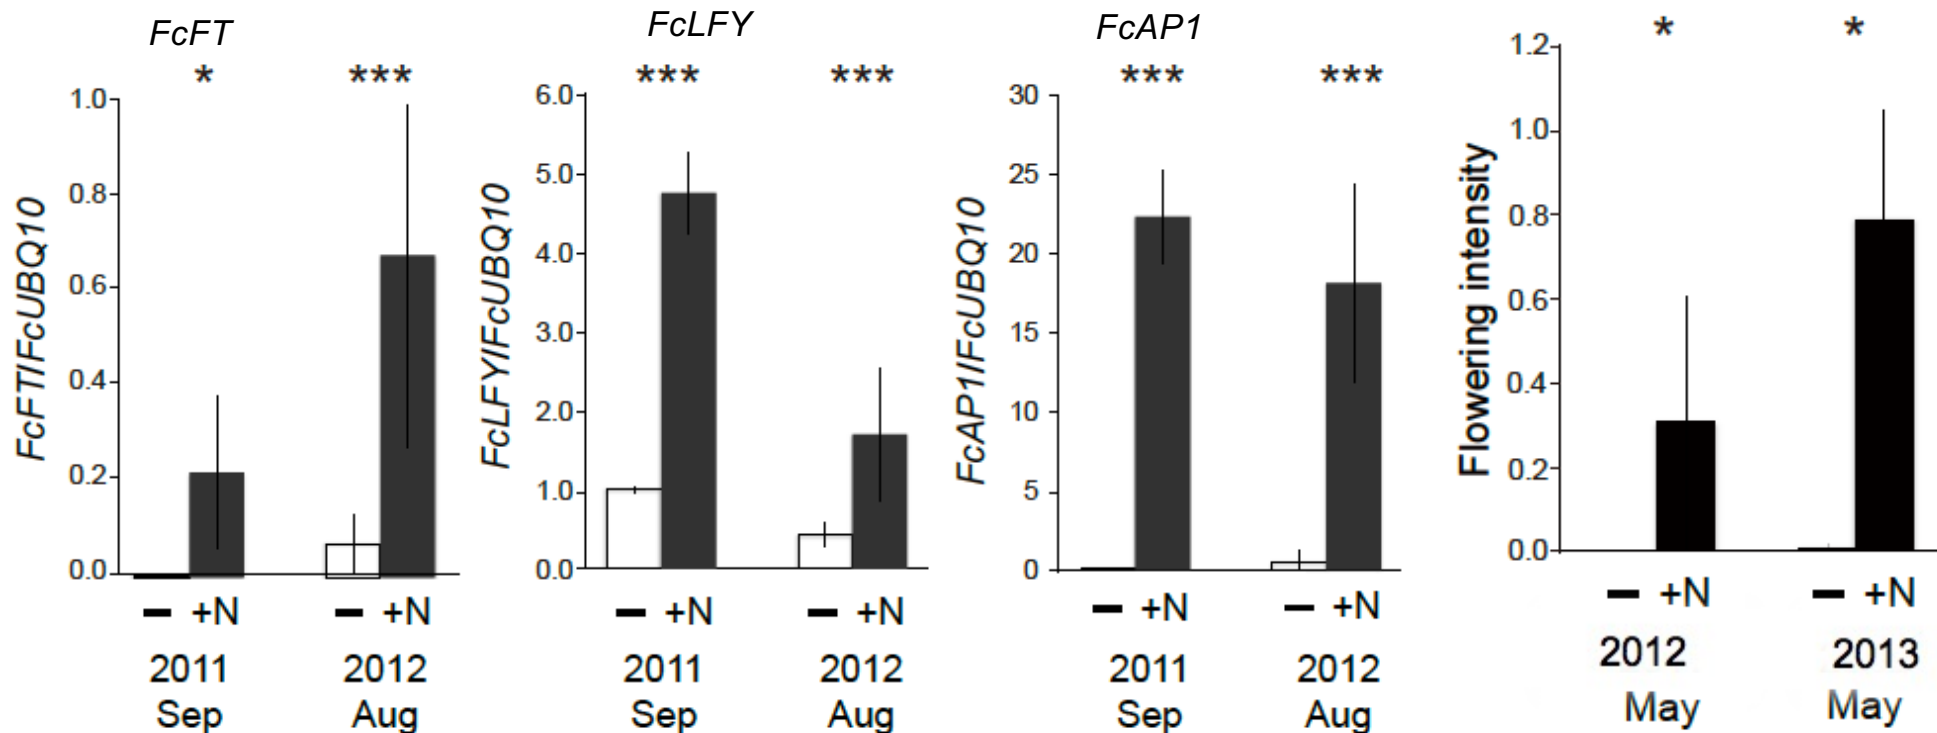 FcFT
* ***
FcFT/FcUBQ10
1.0
0.8
0.6
0.4
0.2
0.0
– +N – +N
2011 2012
Sep Aug
FcLFY
*** ***
FcLFY/FcUBQ10
6.0
5.0
4.0
3.0
2.0
1.0
0.0
– +N – +N
2011 2012
Sep Aug
FcAP1
*** ***
FcAP1/FcUBQ10
30
25
20
15
10
5
0
– +N – +N
2011 2012
Sep Aug
* *
Flowering intensity
1.2
1.0
0.8
0.6
0.4
0.2
0.0
– +N – +N
2012 2013
May May